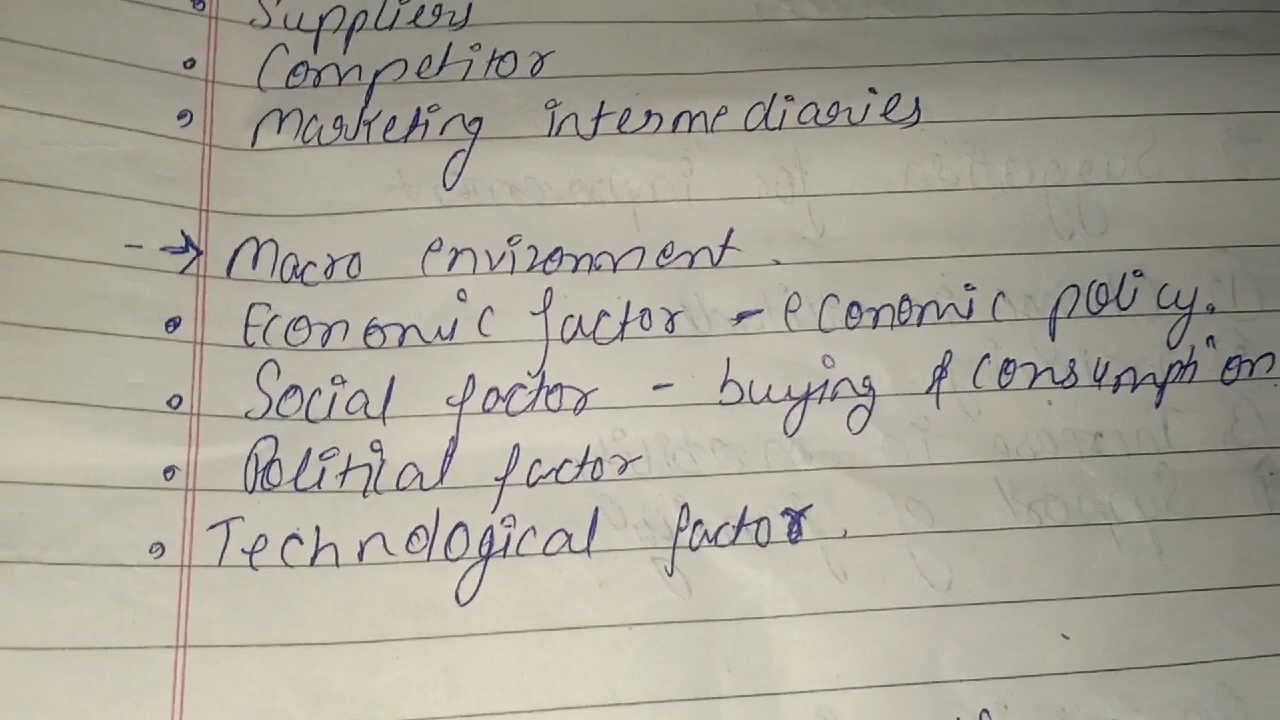 • Suppliers
• Competitor
• Marketing intermediaries
-→ Macro environment.
• Economic factor - economic policy.
• Social factor - buying & consumption
• Political factor
• Technological factor.